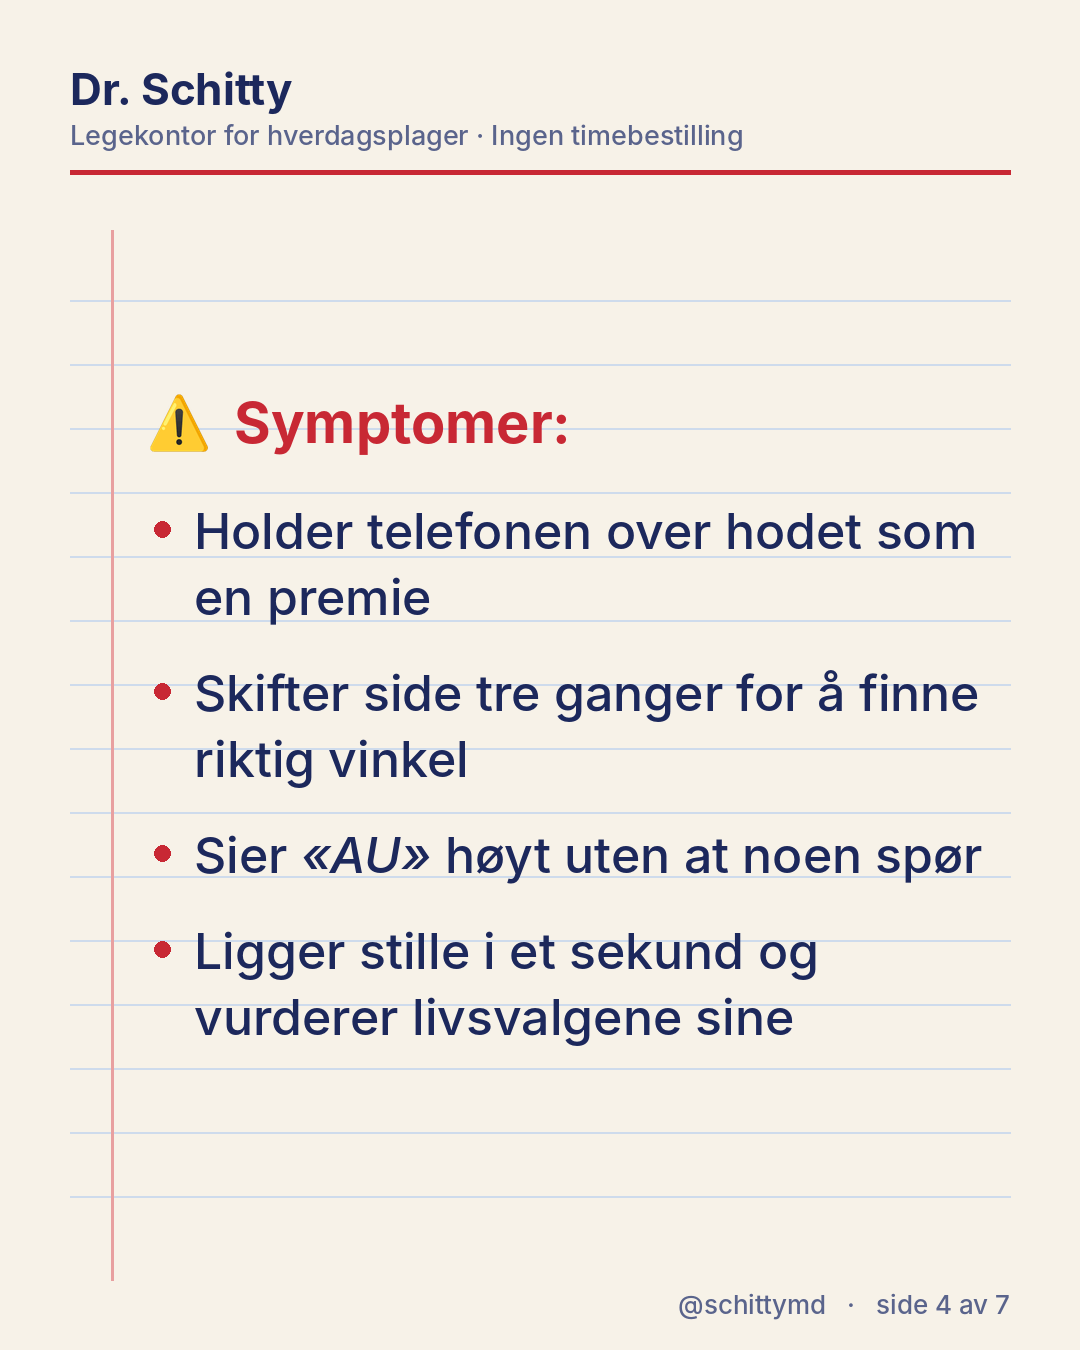 Dr. Schitty
Legekontor for hverdagsplager · Ingen timebestilling
⚠️ Symptomer:
• Holder telefonen over hodet som
en premie
• Skifter side tre ganger for å finne
riktig vinkel
• Sier «AU» høyt uten at noen spør
• Ligger stille i et sekund og
vurderer livsvalgene sine
@schittymd · side 4 av 7